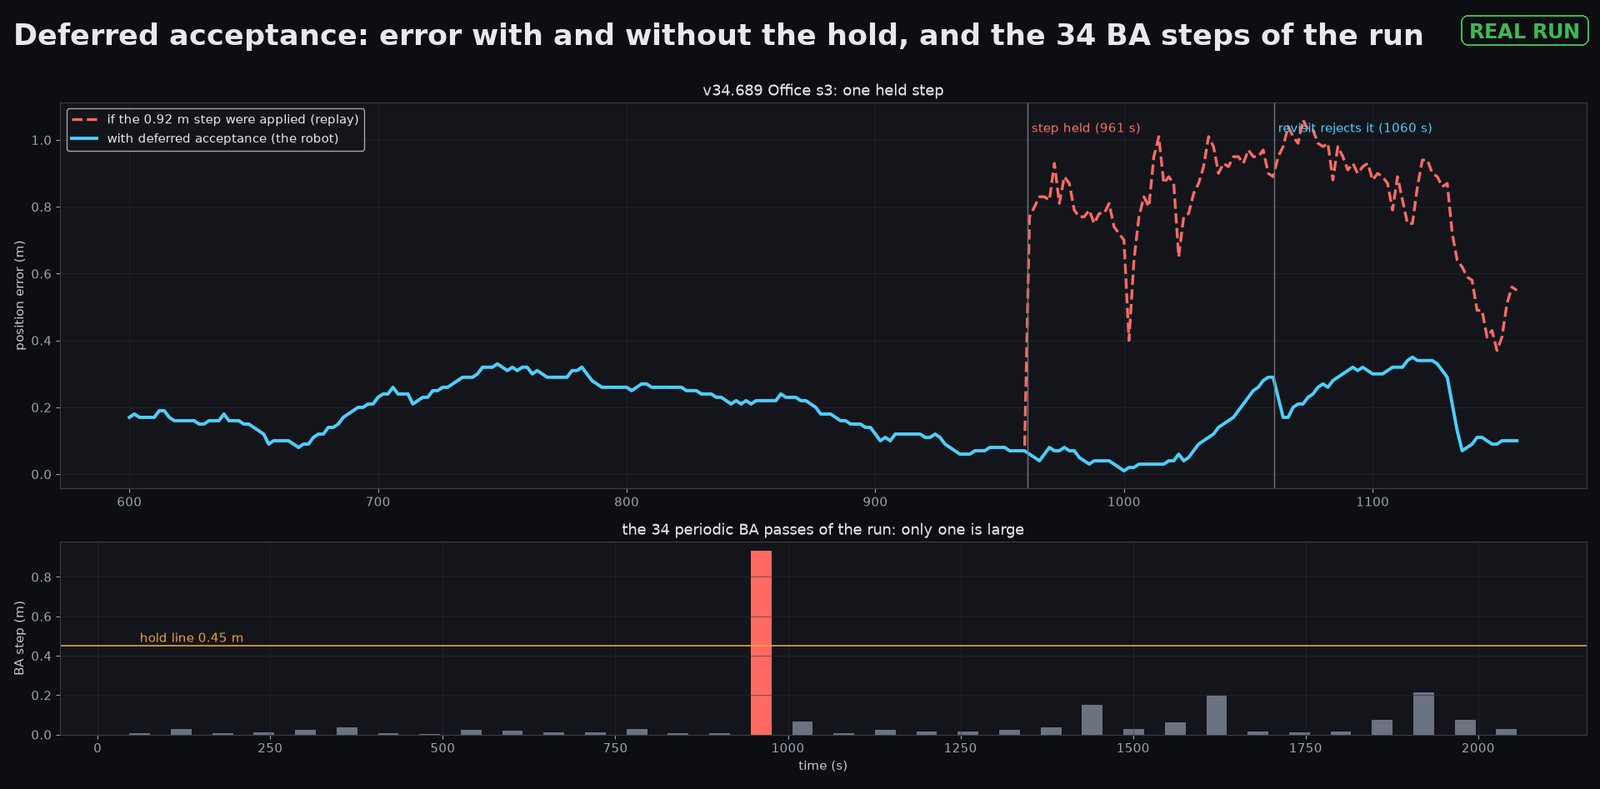 Deferred acceptance: error with and without the hold, and the 34 BA steps of the run
REAL RUN
v34.689 Office s3: one held step
if the 0.92 m step were applied (replay)
with deferred acceptance (the robot)
step held (961 s)
revisit rejects it (1060 s)
position error (m)
1.0
0.8
0.6
0.4
0.2
0.0
600
700
800
900
1000
1100
the 34 periodic BA passes of the run: only one is large
hold line 0.45 m
BA step (m)
0.8
0.6
0.4
0.2
0.0
0
250
500
750
1000
1250
1500
1750
2000
time (s)